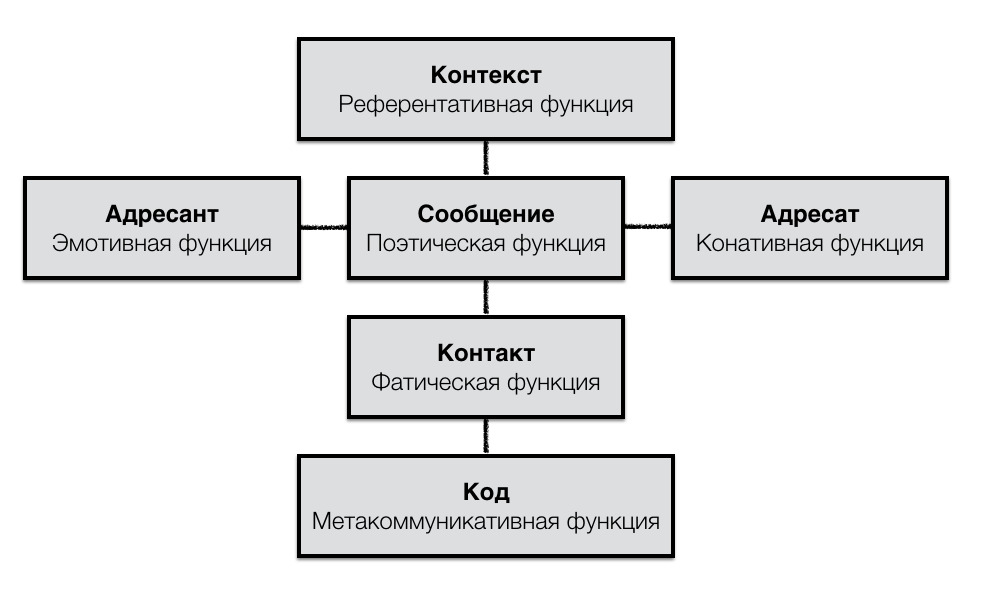 Контекст
Референтативная функция
Адресант
Эмотивная функция
Сообщение
Поэтическая функция
Адресат
Конативная функция
Контакт
Фатическая функция
Код
Метакоммуникативная функция